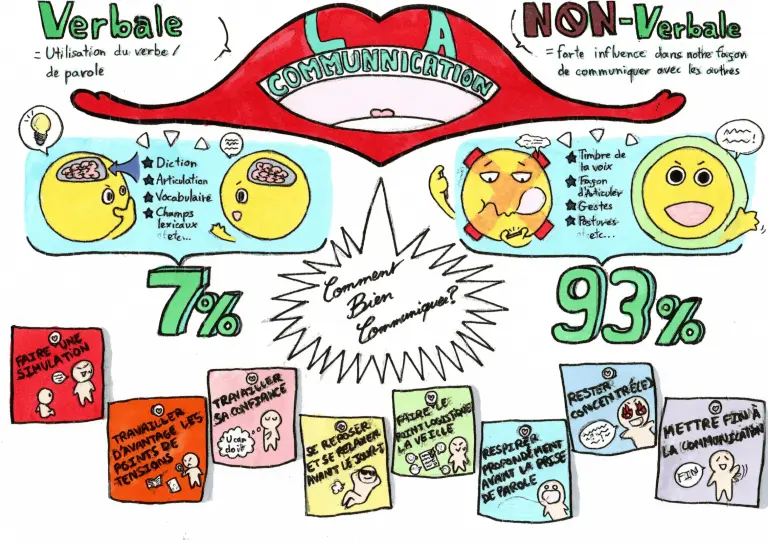 Verbale
= Utilisation du verbe /
de parole
LA
COMMUNNICATION
NON-Verbale
= forte influence dans notre façon
de communiquer avec les autres
Diction
Articulation
Vocabulaire
Champs
lexicaux
etc...
7%
Timbre de
la voix
Façon
d'Articuler
Gestes
Postures
etc...
93%
Comment
Bien
Communiquer?
FAIRE UNE
SIMULATION
TRAVAILLER
D'AVANTAGE LES
POINTS DE
TENSIONS
TRAVAILLER
SA CONFIANCE
U can
do it
SE REPOSER
ET SE RELAXER
AVANT LE JOUR-J
FAIRE LE
POINT LOGISTIQUE
LA VEILLE
RESPIRER
PROFONDÉMENT
AVANT LA PRISE
DE PAROLE
RESTER
CONCENTRÉ(E)
METTRE FIN À
LA COMMUNICATION
FIN